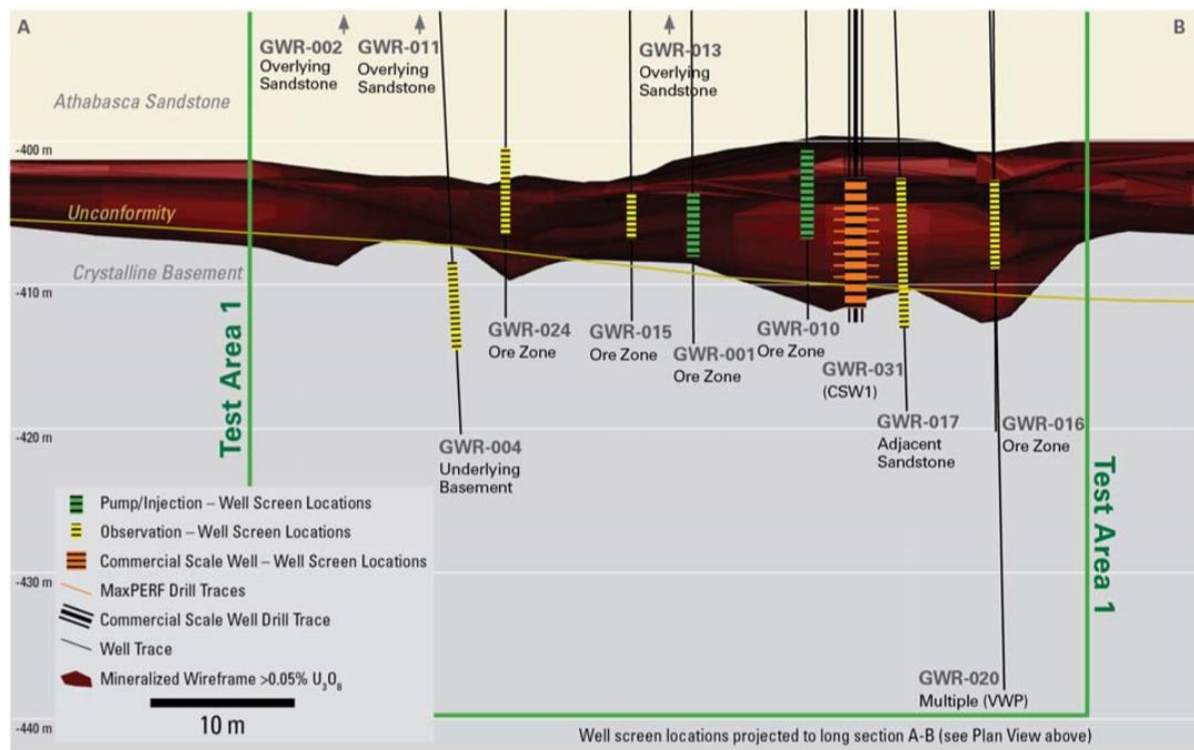 A
B
GWR-002
Overlying
Sandstone
GWR-011
Overlying
Sandstone
GWR-013
Overlying
Sandstone
Athabasca Sandstone
-400 m
Unconformity
Crystalline Basement
-410 m
GWR-024
Ore Zone
GWR-015
Ore Zone
GWR-001
Ore Zone
GWR-010
Ore Zone
GWR-031
(CSW1)
GWR-017
Adjacent
Sandstone
GWR-016
Ore Zone
Test Area 1
-420 m
GWR-004
Underlying
Basement
Test Area 1
Pump/Injection – Well Screen Locations
Observation – Well Screen Locations
Commercial Scale Well – Well Screen Locations
-430 m
MaxPERF Drill Traces
Commercial Scale Well Drill Trace
Well Trace
Mineralized Wireframe >0.05% U₃O₈
10 m
GWR-020
Multiple (VWP)
-440 m
Well screen locations projected to long section A-B (see Plan View above)